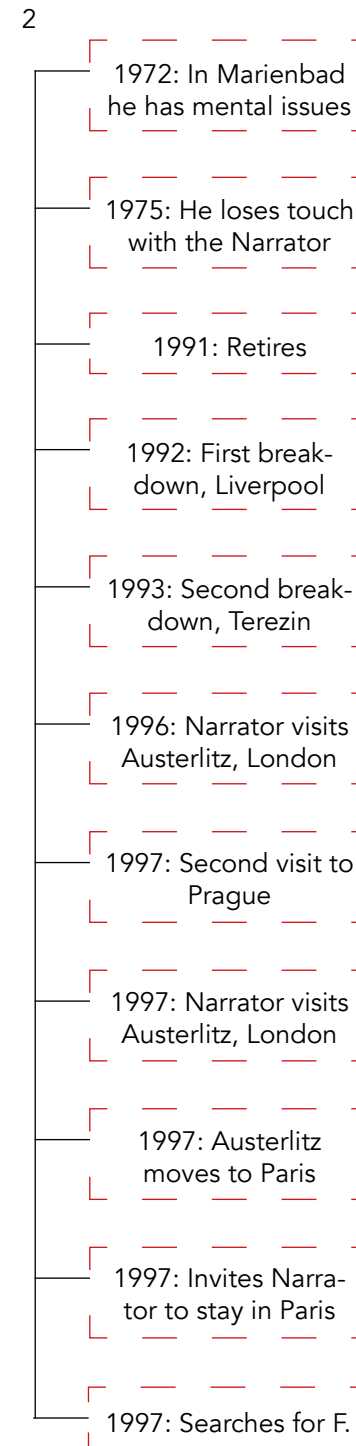 2
1972: In Marienbad
he has mental issues
1975: He loses touch
with the Narrator
1991: Retires
1992: First break-
down, Liverpool
1993: Second break-
down, Terezin
1996: Narrator visits
Austerlitz, London
1997: Second visit to
Prague
1997: Narrator visits
Austerlitz, London
1997: Austerlitz
moves to Paris
1997: Invites Narra-
tor to stay in Paris
1997: Searches for F.